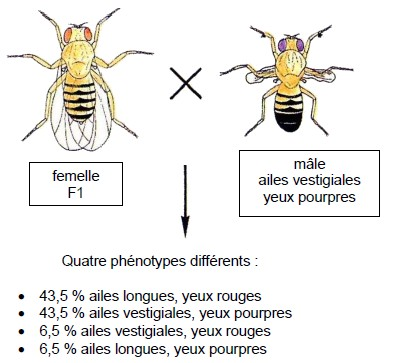 femelle
F1
mâle
ailes vestigiales
yeux pourpres
Quatre phénotypes différents :
• 43,5 % ailes longues, yeux rouges
• 43,5 % ailes vestigiales, yeux pourpres
• 6,5 % ailes vestigiales, yeux rouges
• 6,5 % ailes longues, yeux pourpres